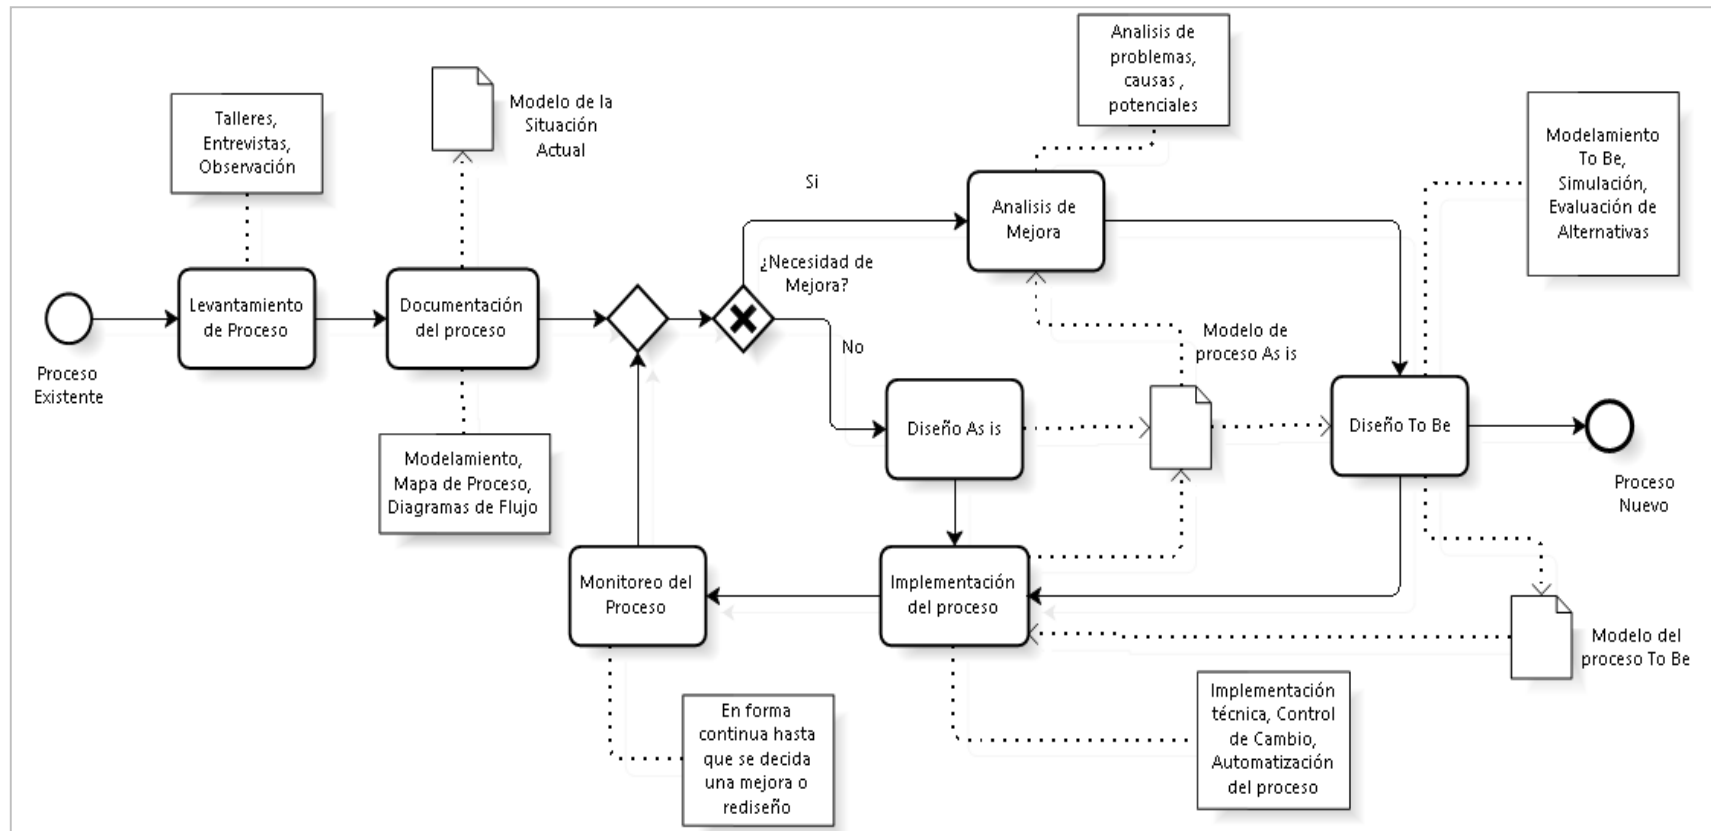 Talleres,
Entrevistas,
Observación
Modelo de la
Situación
Actual
Analisis de
problemas,
causas ,
potenciales
Modelamiento
To Be,
Simulación,
Evaluación de
Alternativas
Si
Analisis de
Mejora
¿Necesidad de
Mejora?
Levantamiento
de Proceso
Documentación
del proceso
Proceso
Existente
No
Modelo de
proceso As is
Diseño As is
Diseño To Be
Proceso
Nuevo
Modelamiento,
Mapa de Proceso,
Diagramas de Flujo
Monitoreo del
Proceso
Implementación
del proceso
Modelo del
proceso To Be
En forma
continua hasta
que se decida
una mejora o
rediseño
Implementación
técnica, Control
de Cambio,
Automatización
del proceso